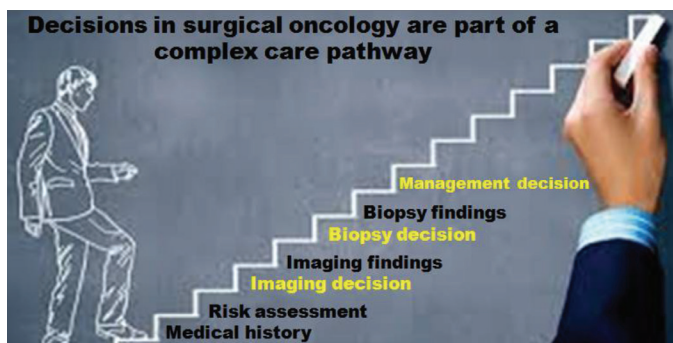 Decisions in surgical oncology are part of a
complex care pathway
Management decision
Biopsy findings
Biopsy decision
Imaging findings
Imaging decision
Risk assessment
Medical history